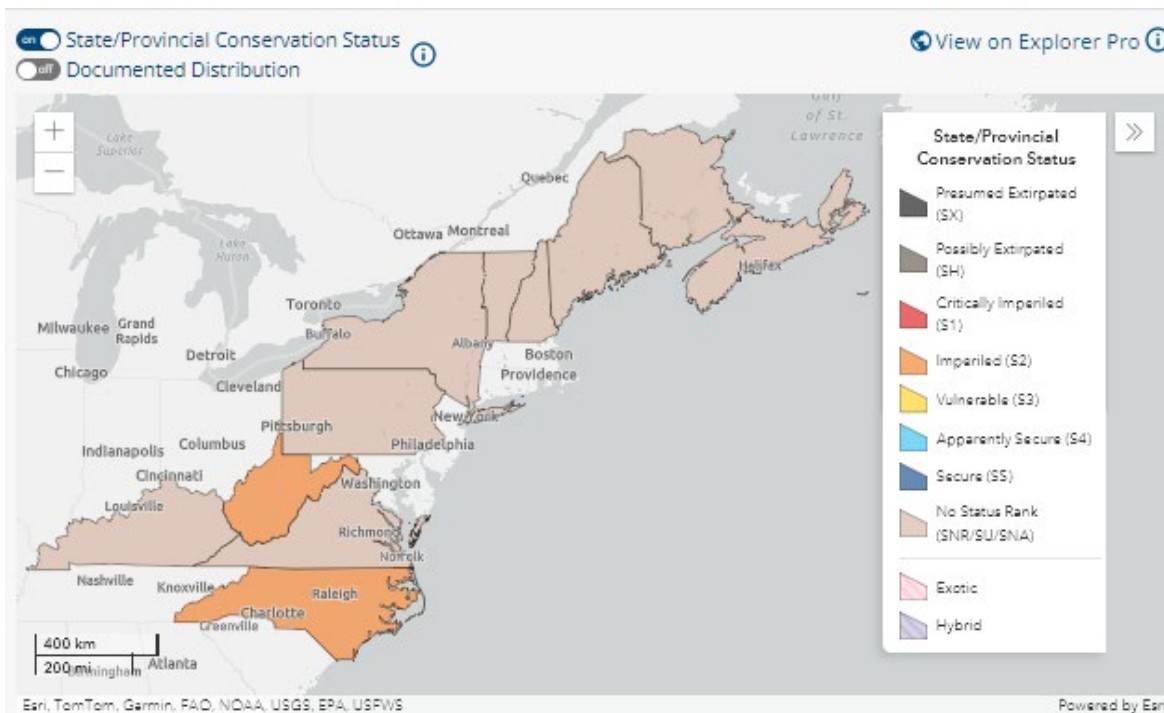 on State/Provincial Conservation Status
off Documented Distribution
View on Explorer Pro
+
−
Lake
Superior
Gulf
of St.
Lawrence
Quebec
Ottawa Montreal
Lake
Huron
Halifax
Toronto
Milwaukee Grand
Rapids
Buffalo
Albany
Detroit
Boston
Chicago
Cleveland
Providence
New York
Pittsburgh
Columbus
Philadelphia
Indianapolis
Cincinnati
Washington
Louisville
Richmond
Norfolk
Nashville
Knoxville
Raleigh
Charlotte
Greenville
400 km
200 mi
Birmingham
Atlanta
State/Provincial
Conservation Status
Presumed Extirpated
(SX)
Possibly Extirpated
(SH)
Critically Imperiled
(S1)
Imperiled (S2)
Vulnerable (S3)
Apparently Secure (S4)
Secure (S5)
No Status Rank
(SNR/SU/SNA)
Exotic
Hybrid
Esri, TomTom, Garmin, FAO, NOAA, USGS, EPA, USFWS
Powered by Esri